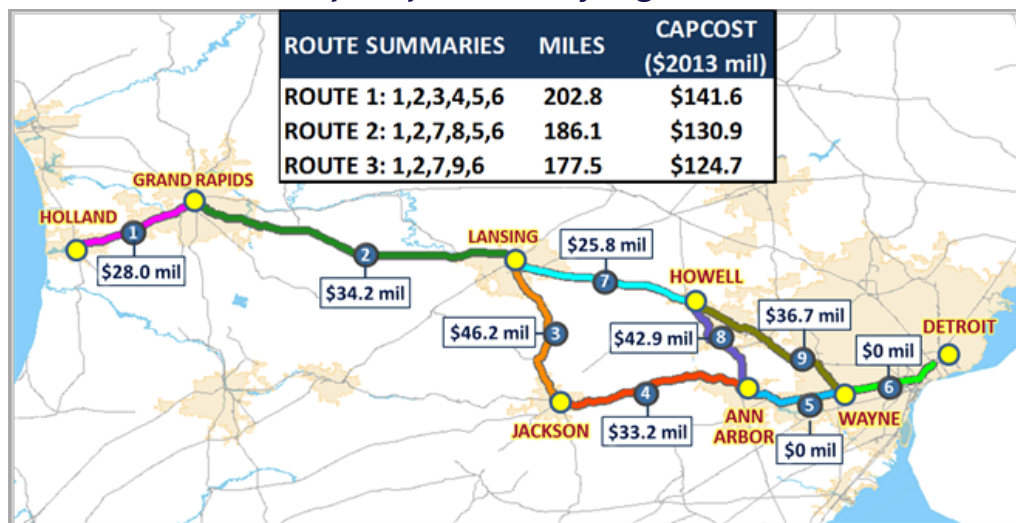 ROUTE SUMMARIES MILES CAPCOST
($2013 mil)
ROUTE 1: 1,2,3,4,5,6 202.8 $141.6
ROUTE 2: 1,2,7,8,5,6 186.1 $130.9
ROUTE 3: 1,2,7,9,6 177.5 $124.7
GRAND RAPIDS
HOLLAND
1
$28.0 mil
2
$34.2 mil
LANSING
$25.8 mil
7
HOWELL
$46.2 mil
3
$42.9 mil
8
$36.7 mil
9
DETROIT
$0 mil
6
4
$33.2 mil
JACKSON
ANN
ARBOR
5
$0 mil
WAYNE